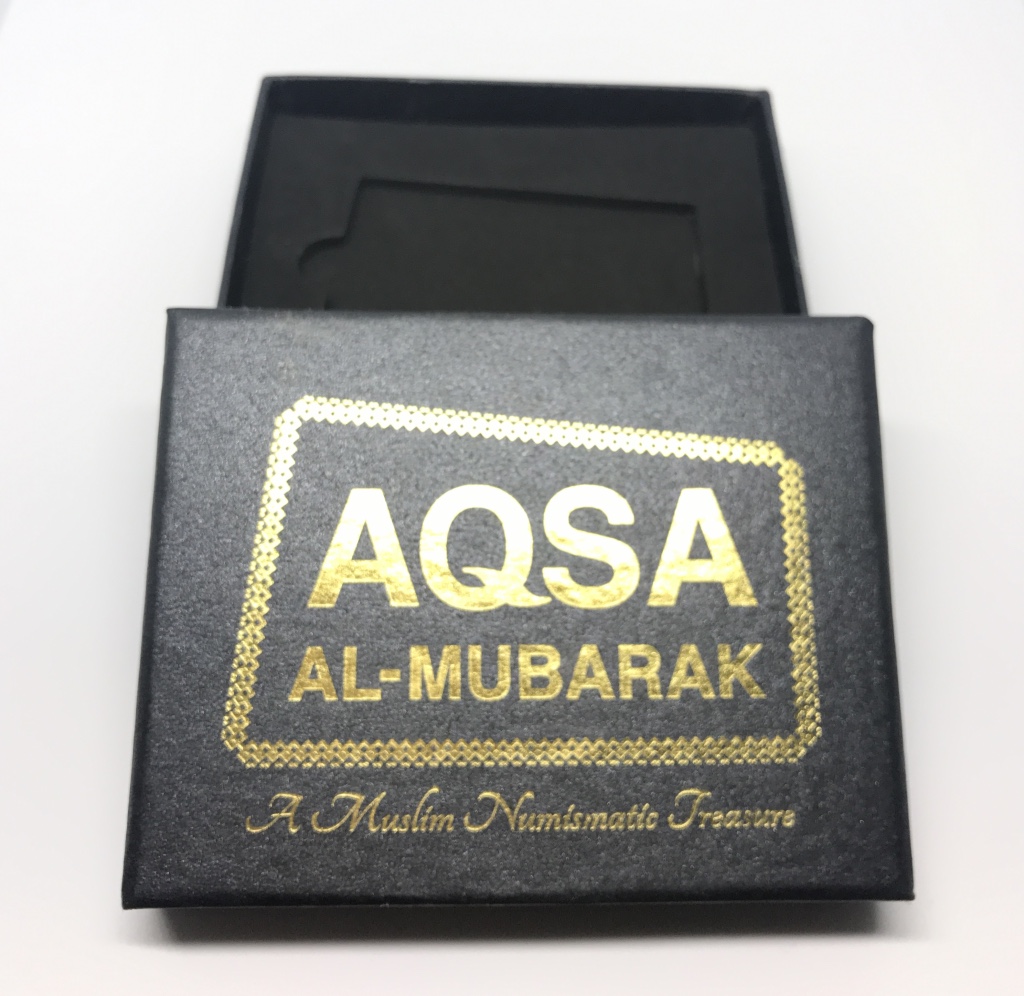 AQSA
AL-MUBARAK
A Muslim Numismatic Treasure